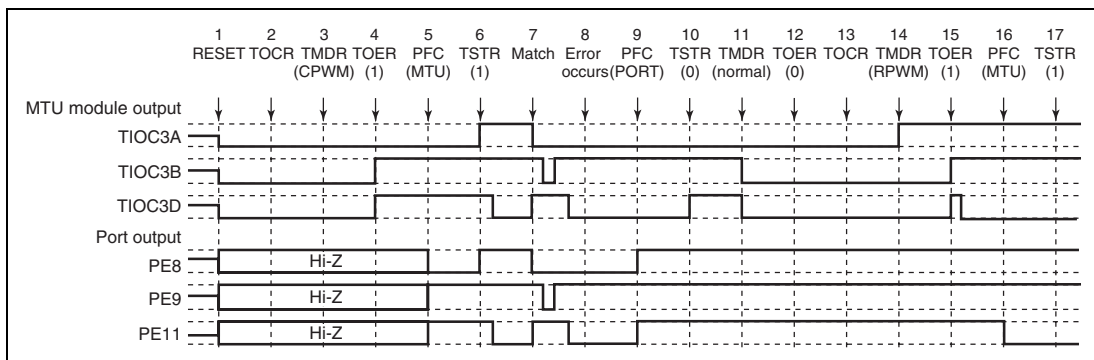 1 2 3 4 5 6 7 8 9 10 11 12 13 14 15 16 17
RESET TOCR TMDR TOER PFC TSTR Match Error PFC TSTR TMDR TOER TOCR TMDR TOER PFC TSTR
(CPWM) (1) (MTU) (1) occurs (PORT) (0) (normal) (0) (RPWM) (1) (MTU) (1)
MTU module output
TIOC3A
TIOC3B
TIOC3D
Port output
PE8 Hi-Z
PE9 Hi-Z
PE11 Hi-Z